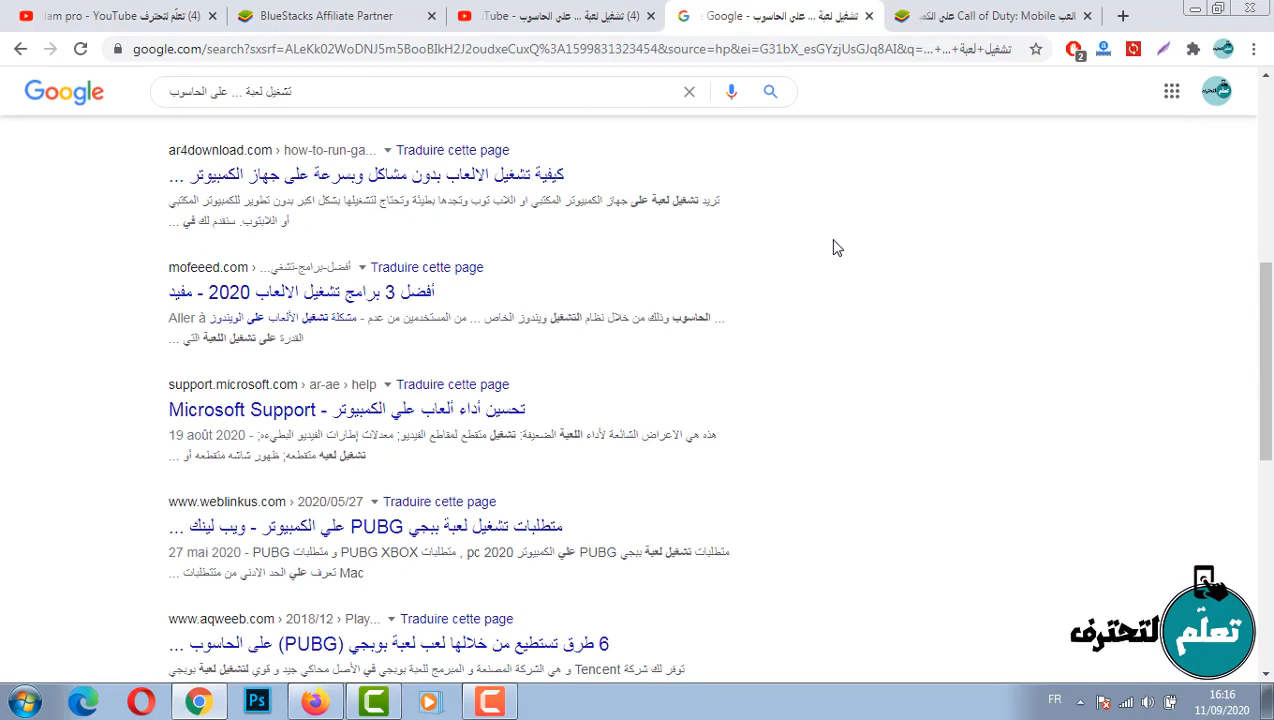 (4) تعلّم لتحترف lam pro - YouTube
BlueStacks Affiliate Partner
(4) تشغيل لعبة ... على الحاسوب - Tube
تشغيل لعبة ... على الحاسوب - Google
العب Call of Duty: Mobile على الكم
google.com/search?sxsrf=ALeKk02WoDNJ5m5BooBIkH2J2oudxeCuxQ%3A1599831323454&source=hp&ei=G31bX_esGYzjUsGJq8AI&q=تشغيل+لعبة+...+
2
Google
تشغيل لعبة ... على الحاسوب
ar4download.com › how-to-run-ga... Traduire cette page
كيفية تشغيل الالعاب بدون مشاكل وبسرعة على جهاز الكمبيوتر ...
تريد تشغيل لعبة على جهاز الكمبيوتر المكتبي او اللاب توب وتجدها بطيئة وتحتاج لتشغيلها بشكل اكبر بدون تطوير للكمبيوتر المكتبي
أو اللابتوب. سنقدم لك في ...
mofeeed.com › أفضل-برامج-تشغي... Traduire cette page
أفضل 3 برامج تشغيل الالعاب 2020 - مفيد
Aller à مشكلة تشغيل الألعاب على الويندوز - ... الحاسوب وذلك من خلال نظام التشغيل ويندوز الخاص ... من المستخدمين من عدم
القدرة على تشغيل اللعبة التي ...
support.microsoft.com › ar-ae › help Traduire cette page
تحسين أداء ألعاب علي الكمبيوتر - Microsoft Support
19 août 2020 - هذه هي الاعراض الشائعة لأداء اللعبة الضعيفة: تشغيل متقطع لمقاطع الفيديو; معدلات إطارات الفيديو البطيءه;
تشغيل لعبه متقطعه; ظهور شاشه متقطعه أو ...
www.weblinkus.com › 2020/05/27 Traduire cette page
متطلبات تشغيل لعبة ببجي PUBG علي الكمبيوتر - ويب لينك ...
27 mai 2020 - متطلبات تشغيل لعبة ببجي PUBG علي الكمبيوتر pc 2020 , متطلبات PUBG XBOX و متطلبات PUBG
Mac تعرف علي الحد الادني من متتطلبات ...
www.aqweeb.com › 2018/12 › Play... Traduire cette page
6 طرق تستطيع من خلالها لعب لعبة بوبجي (PUBG) على الحاسوب ...
توفر لك شركة Tencent و هي الشركة المصنعة و المبرمج للعبة بوبجي في الأصل محاكي جيد و قوي لتشغيل لعبة بوبجي
تعلّم لتحترف
Ps
FR
16:16
11/09/2020